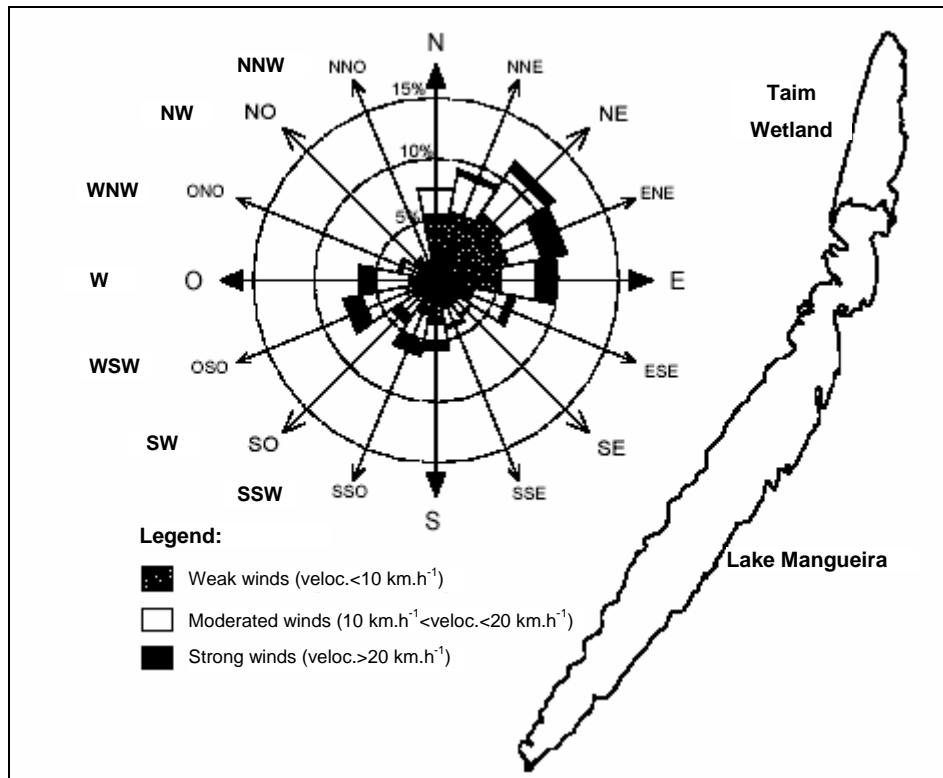 N
NNW NNO NNE
15%
NW NO NE
10%
WNW ONO ENE
5%
W O E
WSW OSO ESE
SW SO SE
SSW SSO SSE
S
Taim
Wetland
Lake Mangueira
Legend:
Weak winds (veloc.<10 km.h⁻¹)
Moderated winds (10 km.h⁻¹<veloc.<20 km.h⁻¹)
Strong winds (veloc.>20 km.h⁻¹)